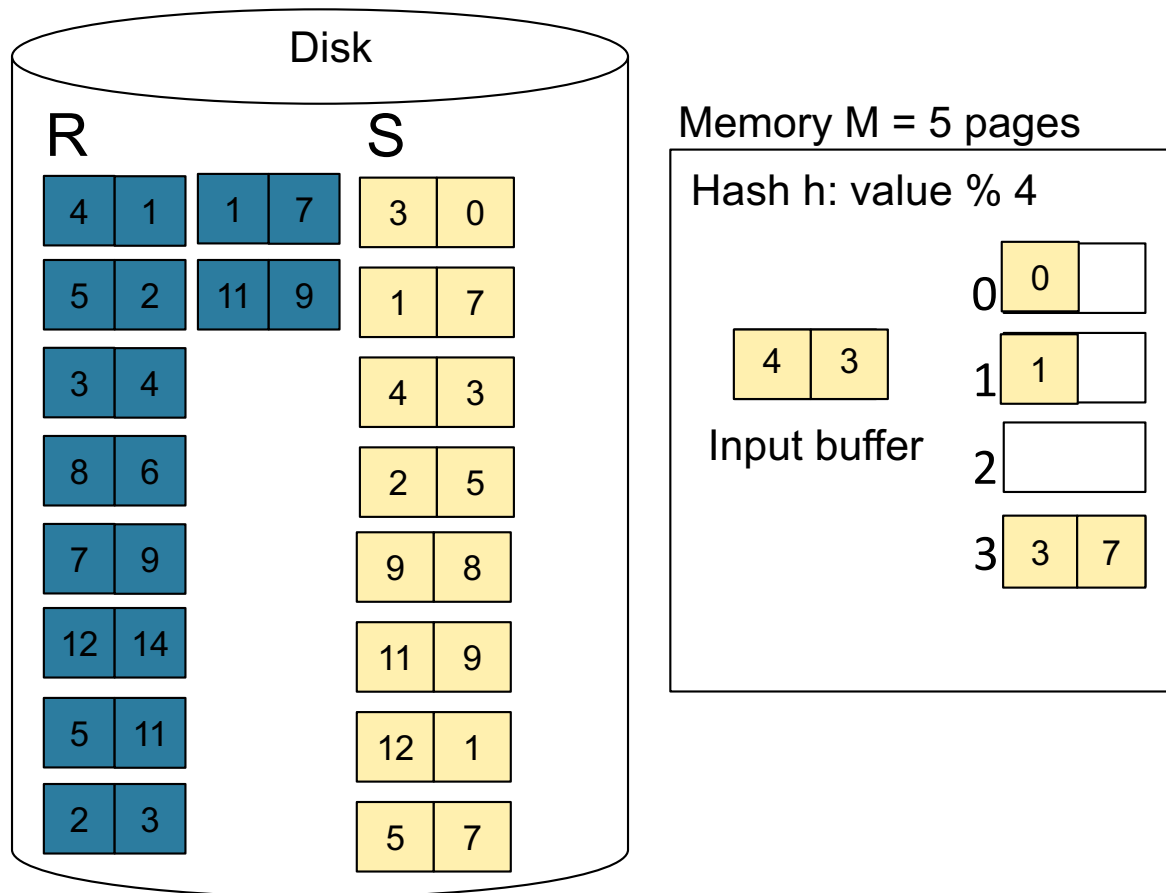 Disk
R
S
4 1 1 7
5 2 11 9
3 4
8 6
7 9
12 14
5 11
2 3
3 0
1 7
4 3
2 5
9 8
11 9
12 1
5 7
Memory M = 5 pages
Hash h: value % 4
4 3
Input buffer
0 0
1 1
2
3 3 7